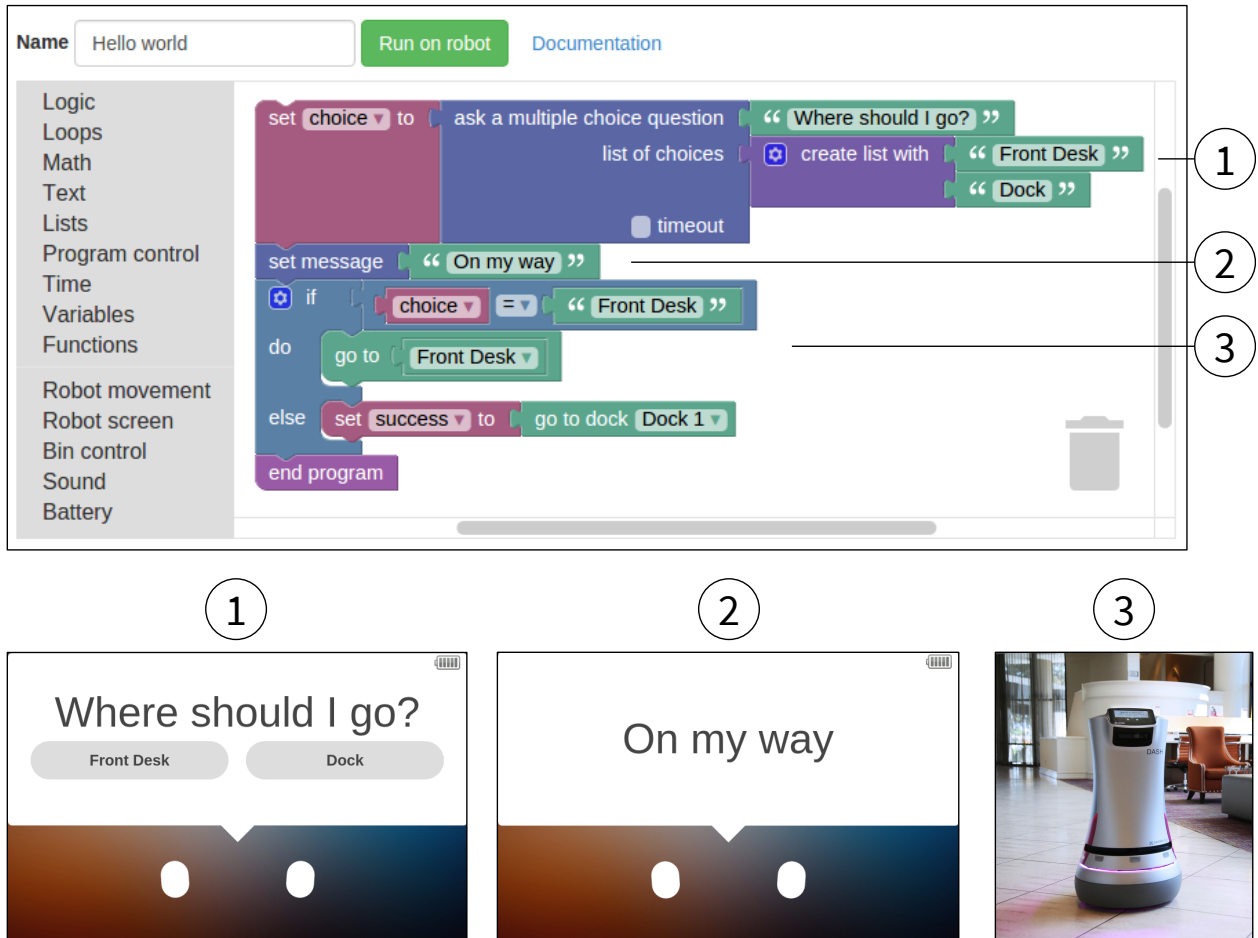 Name Hello world Run on robot Documentation
Logic
Loops
Math
Text
Lists
Program control
Time
Variables
Functions
Robot movement
Robot screen
Bin control
Sound
Battery
set choice to ask a multiple choice question “ Where should I go? ”
list of choices create list with “ Front Desk ”
“ Dock ”
timeout
set message “ On my way ”
if choice = “ Front Desk ”
do go to Front Desk
else set success to go to dock Dock 1
end program
1
2
3
1
2
3
Where should I go?
Front Desk Dock
On my way
DASH